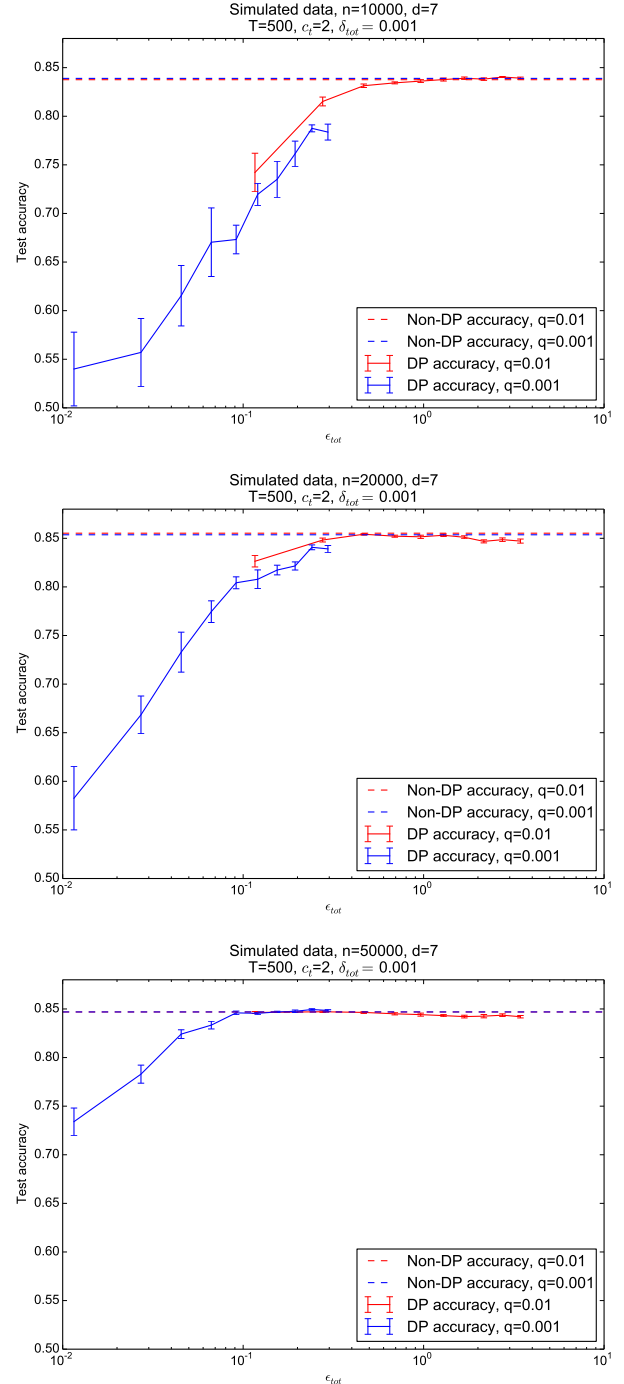 Simulated data, n=10000, d=7
T=500, c_t=2, δ_tot = 0.001
0.85
0.80
0.75
0.70
0.65
0.60
0.55
0.50
Test accuracy
Non-DP accuracy, q=0.01
Non-DP accuracy, q=0.001
DP accuracy, q=0.01
DP accuracy, q=0.001
10^-2
10^-1
10^0
10^1
ϵ_tot
Simulated data, n=20000, d=7
T=500, c_t=2, δ_tot = 0.001
0.85
0.80
0.75
0.70
0.65
0.60
0.55
0.50
Test accuracy
Non-DP accuracy, q=0.01
Non-DP accuracy, q=0.001
DP accuracy, q=0.01
DP accuracy, q=0.001
10^-2
10^-1
10^0
10^1
ϵ_tot
Simulated data, n=50000, d=7
T=500, c_t=2, δ_tot = 0.001
0.85
0.80
0.75
0.70
0.65
0.60
0.55
0.50
Test accuracy
Non-DP accuracy, q=0.01
Non-DP accuracy, q=0.001
DP accuracy, q=0.01
DP accuracy, q=0.001
10^-2
10^-1
10^0
10^1
ϵ_tot